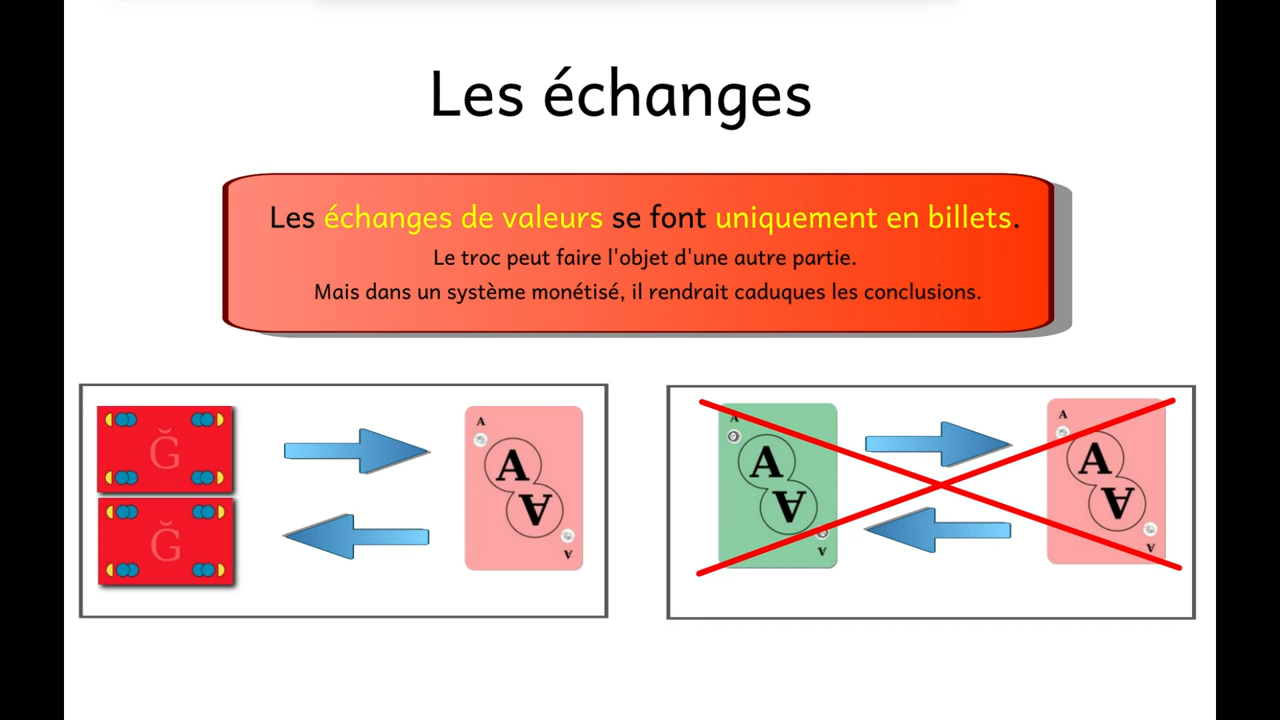 Les échanges
Les échanges de valeurs se font uniquement en billets.
Le troc peut faire l'objet d'une autre partie.
Mais dans un système monétisé, il rendrait caduques les conclusions.
Ğ
Ğ
A
A
A
A
A
A
A
A
A
A
A
A